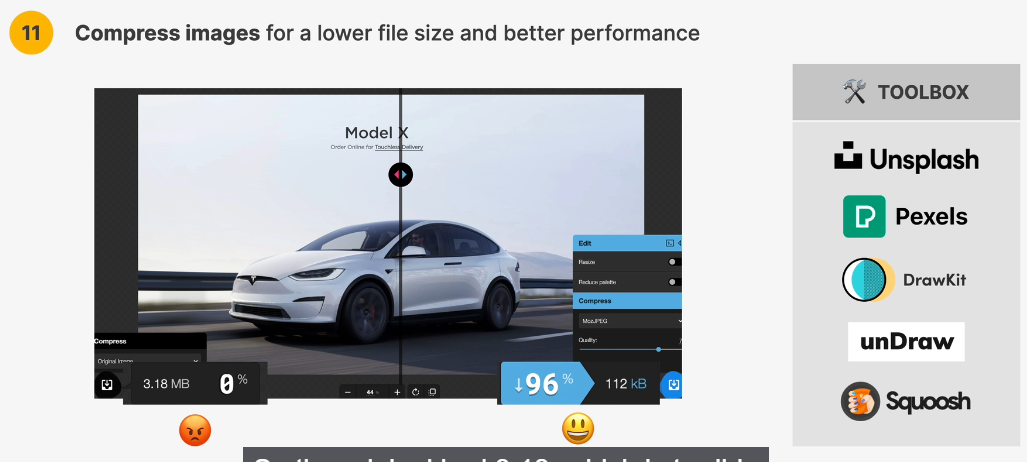 11
Compress images for a lower file size and better performance
TOOLBOX
Model X
Order Online for Touchless Delivery
Unsplash
Pexels
DrawKit
unDraw
Squoosh
Edit
Resize
Reduce palette
Compress
MozJPEG
Quality:
Compress
Original Image
3.18 MB 0 %
44
↓96 % 112 kB